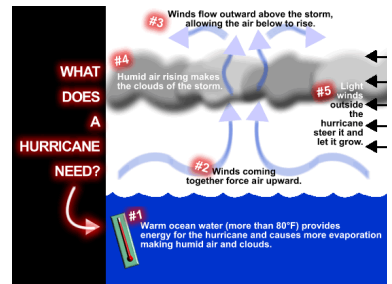 WHAT
DOES
A
HURRICANE
NEED?
#1
Warm ocean water (more than 80°F) provides
energy for the hurricane and causes more evaporation
making humid air and clouds.
#2
Winds coming
together force air upward.
#3
Winds flow outward above the storm,
allowing the air below to rise.
#4
Humid air rising makes
the clouds of the storm.
#5
Light
winds
outside
the
hurricane
steer it and
let it grow.